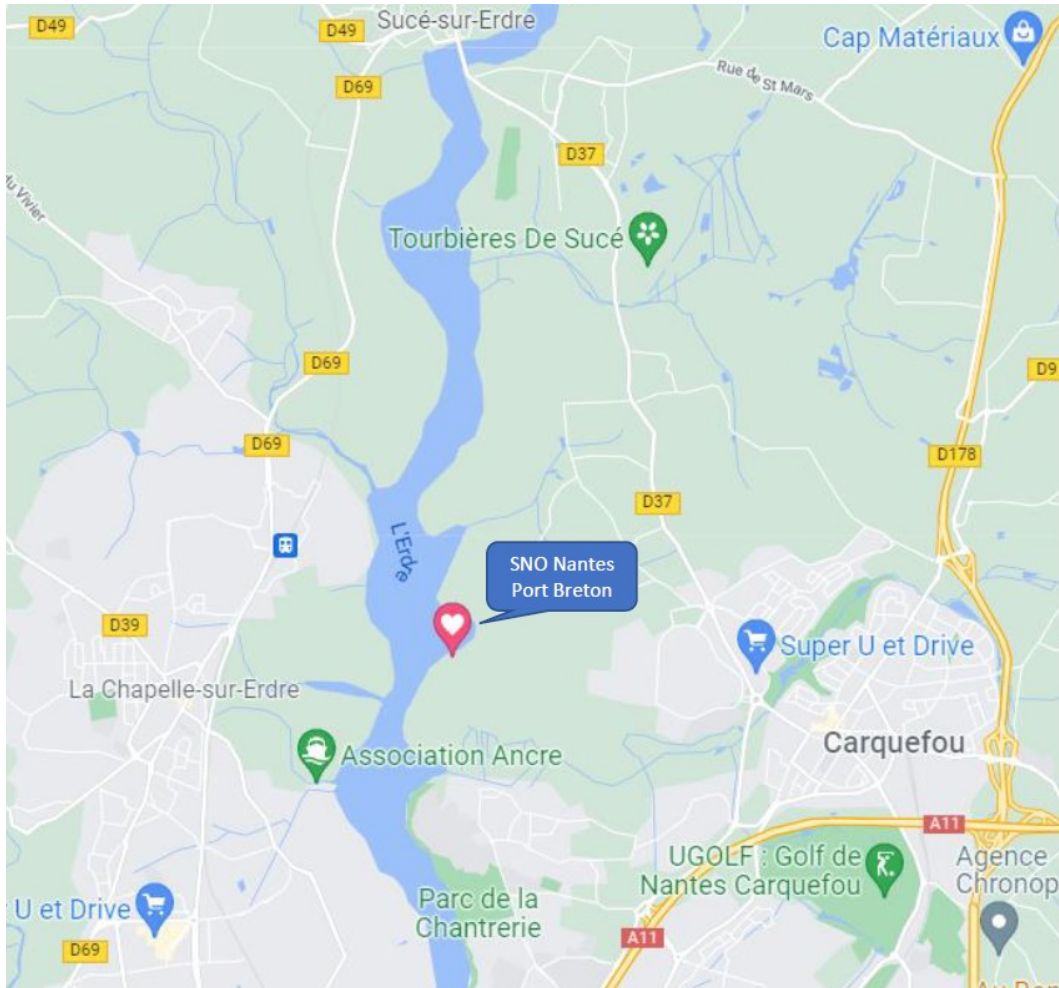 D49
D49
Sucé-sur-Erdre
Cap Matériaux
D69
Rue de St Mars
D37
du Vivier
Tourbières De Sucé
D69
D9
D69
D178
D37
L'Erdre
SNO Nantes
Port Breton
D39
Super U et Drive
La Chapelle-sur-Erdre
Carquefou
Association Ancre
A11
UGOLF : Golf de
Nantes Carquefou
Agence
Chronop
Parc de la
Chantrerie
U et Drive
A11
D69